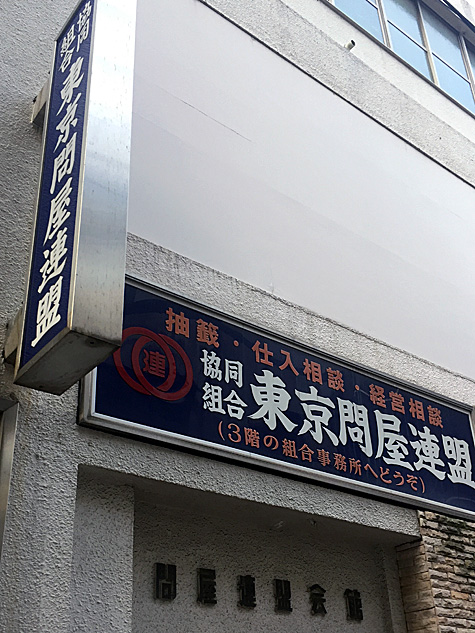 協同
組合
東京問屋連盟
抽籤・仕入相談・経営相談
連
協同
組合
東京問屋連盟
(3階の組合事務所へどうぞ)
問屋連盟会館